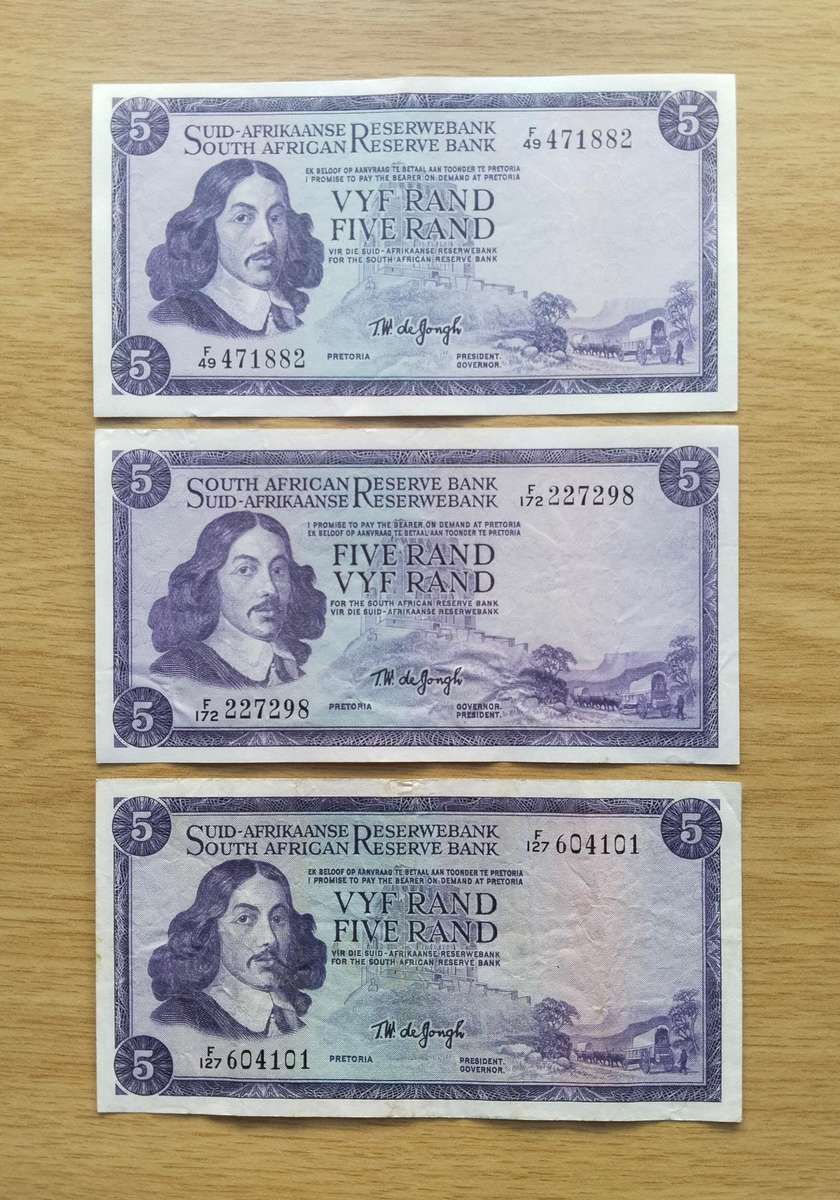 5 SUID-AFRIKAANSE RESERWEBANK F/49 471882 5
SOUTH AFRICAN RESERVE BANK
EK BELOOF OP AANVRAAG TE BETAAL AAN TOONDER TE PRETORIA
I PROMISE TO PAY THE BEARER ON DEMAND AT PRETORIA
VYF RAND
FIVE RAND
VIR DIE SUID-AFRIKAANSE RESERWEBANK
FOR THE SOUTH AFRICAN RESERVE BANK
T.W. de Jongh
5 F/49 471882 PRETORIA PRESIDENT.
GOVERNOR.
5 SOUTH AFRICAN RESERVE BANK F/172 227298 5
SUID-AFRIKAANSE RESERWEBANK
I PROMISE TO PAY THE BEARER ON DEMAND AT PRETORIA
EK BELOOF OP AANVRAAG TE BETAAL AAN TOONDER TE PRETORIA
FIVE RAND
VYF RAND
FOR THE SOUTH AFRICAN RESERVE BANK
VIR DIE SUID-AFRIKAANSE RESERWEBANK
T.W. de Jongh
5 F/172 227298 PRETORIA GOVERNOR.
PRESIDENT.
5 SUID-AFRIKAANSE RESERWEBANK F/127 604101 5
SOUTH AFRICAN RESERVE BANK
EK BELOOF OP AANVRAAG TE BETAAL AAN TOONDER TE PRETORIA
I PROMISE TO PAY THE BEARER ON DEMAND AT PRETORIA
VYF RAND
FIVE RAND
VIR DIE SUID-AFRIKAANSE RESERWEBANK
FOR THE SOUTH AFRICAN RESERVE BANK
T.W. de Jongh
5 F/127 604101 PRETORIA PRESIDENT.
GOVERNOR.